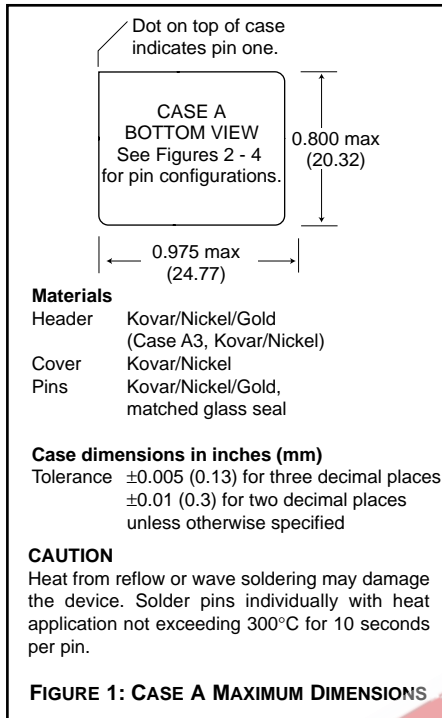 Dot on top of case
indicates pin one.
CASE A
BOTTOM VIEW
See Figures 2 - 4
for pin configurations.
0.800 max
(20.32)
0.975 max
(24.77)
Materials
Header Kovar/Nickel/Gold
(Case A3, Kovar/Nickel)
Cover Kovar/Nickel
Pins Kovar/Nickel/Gold,
matched glass seal
Case dimensions in inches (mm)
Tolerance ±0.005 (0.13) for three decimal places
±0.01 (0.3) for two decimal places
unless otherwise specified
CAUTION
Heat from reflow or wave soldering may damage
the device. Solder pins individually with heat
application not exceeding 300°C for 10 seconds
per pin.
FIGURE 1: CASE A MAXIMUM DIMENSIONS